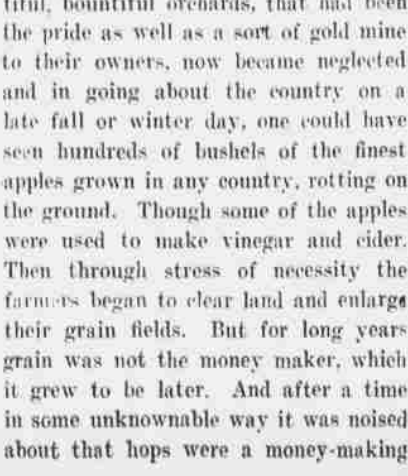 tiful, bountiful orchards, that had been
the pride as well as a sort of gold mine
to their owners, now became neglected
and in going about the country on a
late fall or winter day, one could have
seen hundreds of bushels of the finest
apples grown in any country, rotting on
the ground. Though some of the apples
were used to make vinegar and cider.
Then through stress of necessity the
farmers began to clear land and enlarge
their grain fields. But for long years
grain was not the money maker, which
it grew to be later. And after a time
in some unknowable way it was noised
about that hops were a money-making